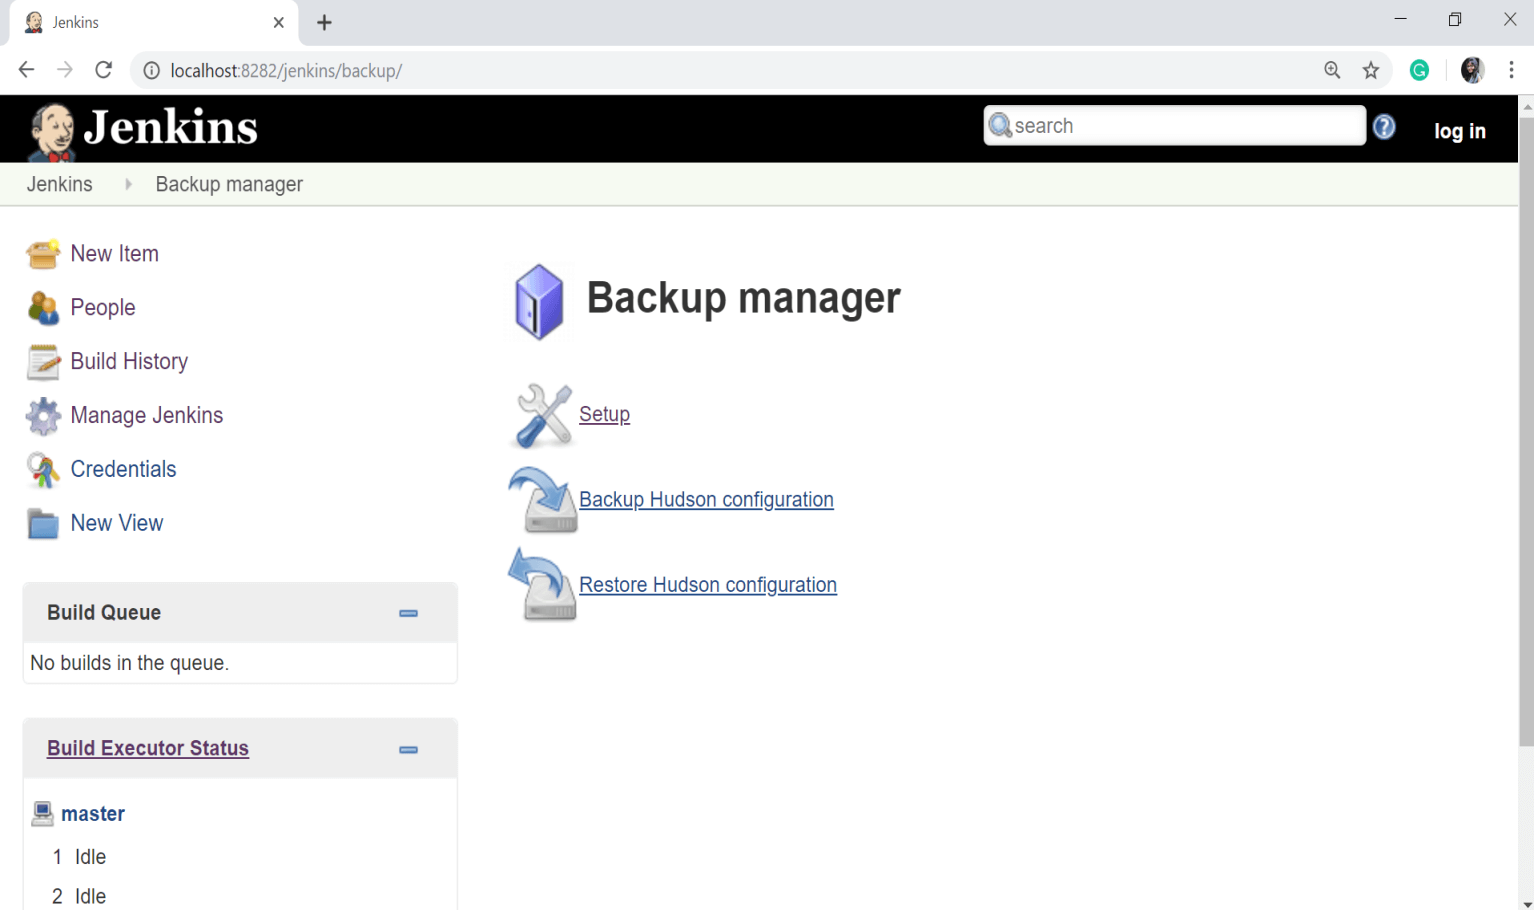 Jenkins
localhost:8282/jenkins/backup/
Jenkins
search
log in
Jenkins
Backup manager
New Item
People
Build History
Manage Jenkins
Credentials
New View
Build Queue
No builds in the queue.
Build Executor Status
master
1 Idle
2 Idle
Backup manager
Setup
Backup Hudson configuration
Restore Hudson configuration